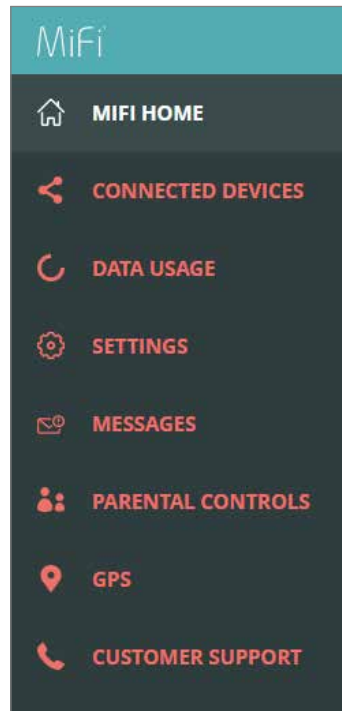 MiFi
MIFI HOME
CONNECTED DEVICES
DATA USAGE
SETTINGS
MESSAGES
PARENTAL CONTROLS
GPS
CUSTOMER SUPPORT